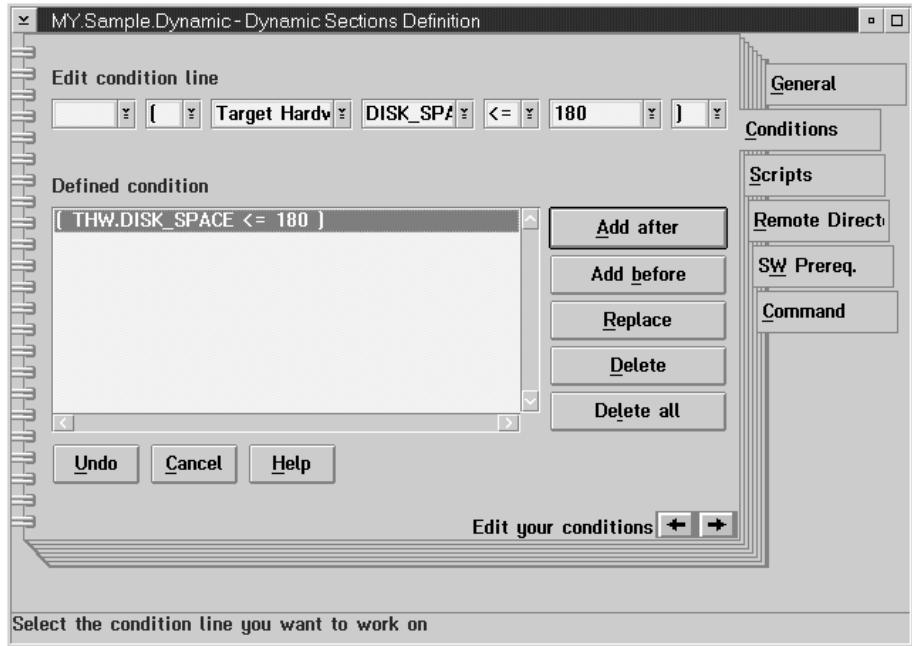 MY.Sample.Dynamic - Dynamic Sections Definition
Edit condition line
( Target Hardw DISK_SPA <= 180 )
Defined condition
( THW.DISK_SPACE <= 180 )
Add after
Add before
Replace
Delete
Delete all
Undo Cancel Help
Edit your conditions
General
Conditions
Scripts
Remote Direct
SW Prereq.
Command
Select the condition line you want to work on